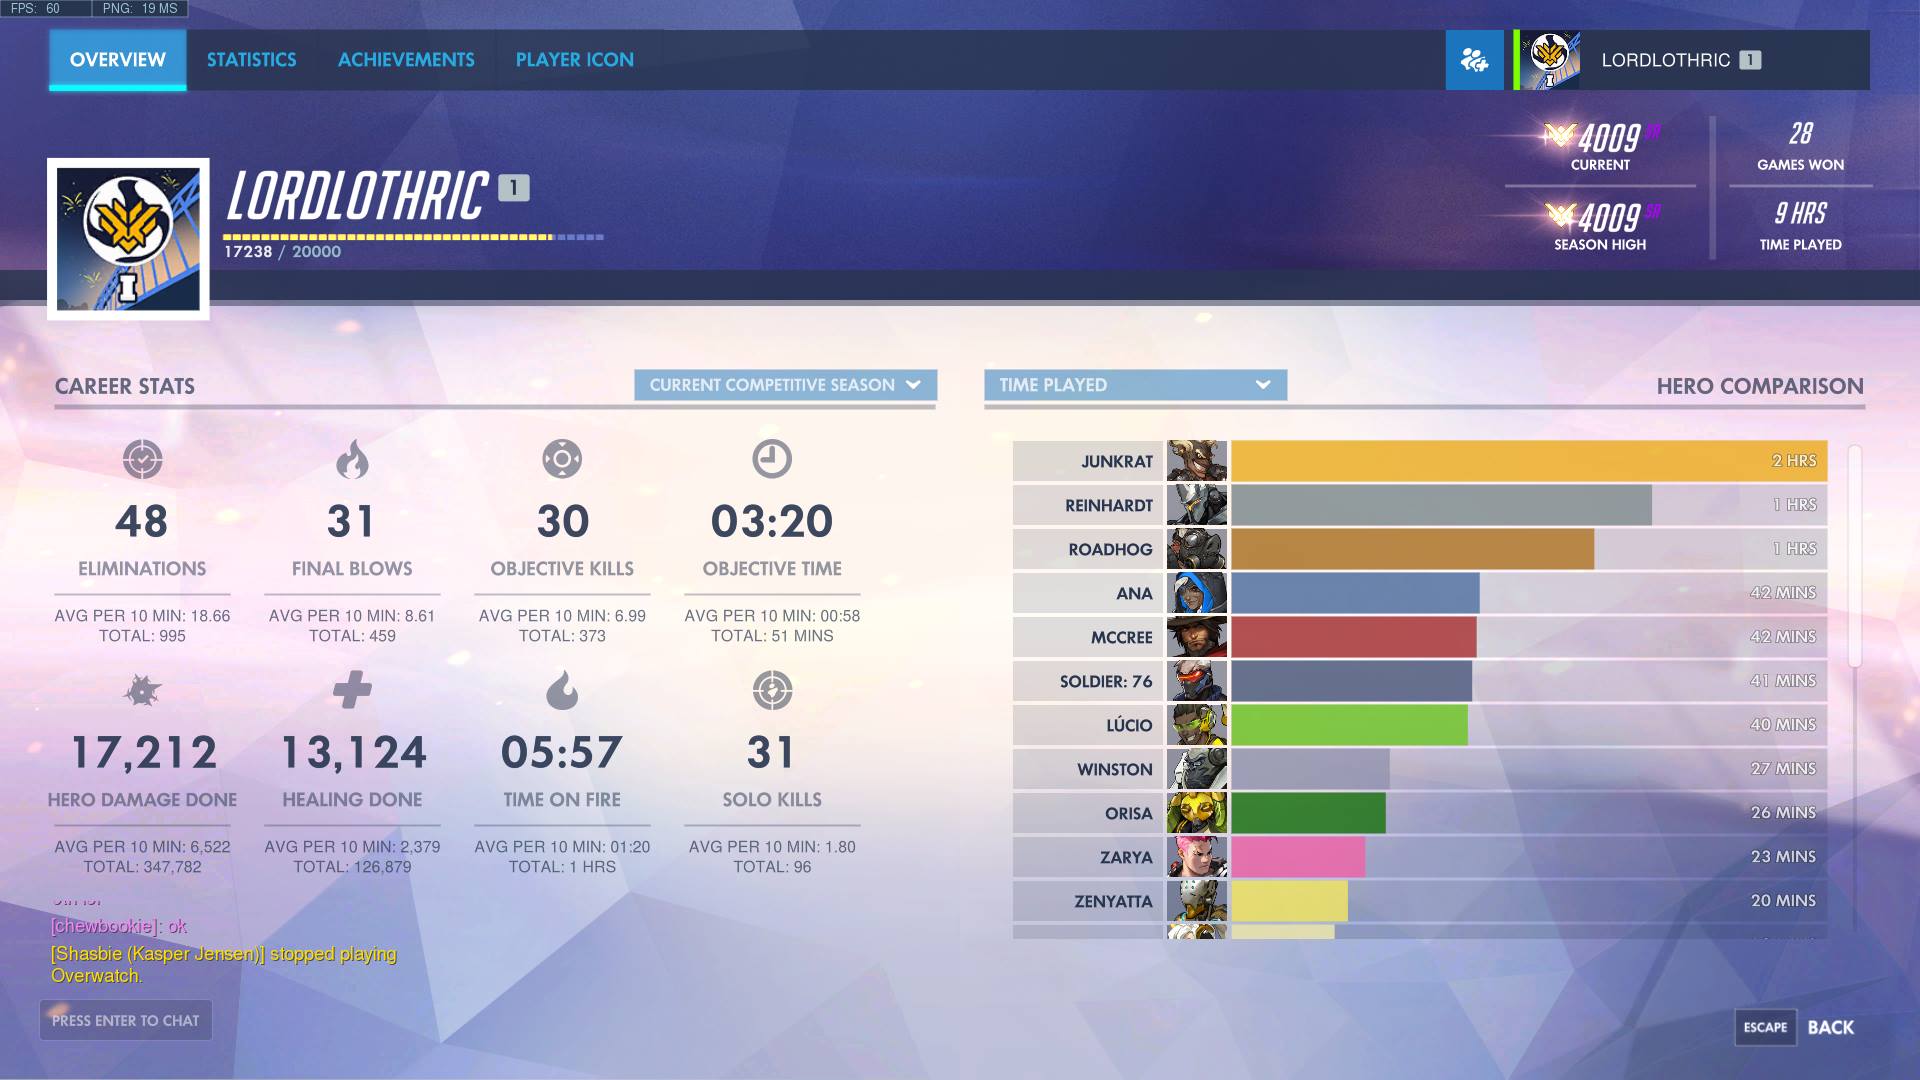 FPS: 60 PNG: 19 MS
OVERVIEW STATISTICS ACHIEVEMENTS PLAYER ICON
LORDLOTHRIC 1
4009 SR
CURRENT
28
GAMES WON
4009 SR
SEASON HIGH
9 HRS
TIME PLAYED
LORDLOTHRIC 1
17238 / 20000
I
CAREER STATS
CURRENT COMPETITIVE SEASON
48
ELIMINATIONS
AVG PER 10 MIN: 18.66
TOTAL: 995
31
FINAL BLOWS
AVG PER 10 MIN: 8.61
TOTAL: 459
30
OBJECTIVE KILLS
AVG PER 10 MIN: 6.99
TOTAL: 373
03:20
OBJECTIVE TIME
AVG PER 10 MIN: 00:58
TOTAL: 51 MINS
17,212
HERO DAMAGE DONE
AVG PER 10 MIN: 6,522
TOTAL: 347,782
13,124
HEALING DONE
AVG PER 10 MIN: 2,379
TOTAL: 126,879
05:57
TIME ON FIRE
AVG PER 10 MIN: 01:20
TOTAL: 1 HRS
31
SOLO KILLS
AVG PER 10 MIN: 1.80
TOTAL: 96
TIME PLAYED
HERO COMPARISON
JUNKRAT 2 HRS
REINHARDT 1 HRS
ROADHOG 1 HRS
ANA 42 MINS
MCCREE 42 MINS
SOLDIER: 76 41 MINS
LÚCIO 40 MINS
WINSTON 27 MINS
ORISA 26 MINS
ZARYA 23 MINS
ZENYATTA 20 MINS
[chewbookie]: ok
[Shasbie (Kasper Jensen)] stopped playing
Overwatch.
PRESS ENTER TO CHAT
ESCAPE BACK